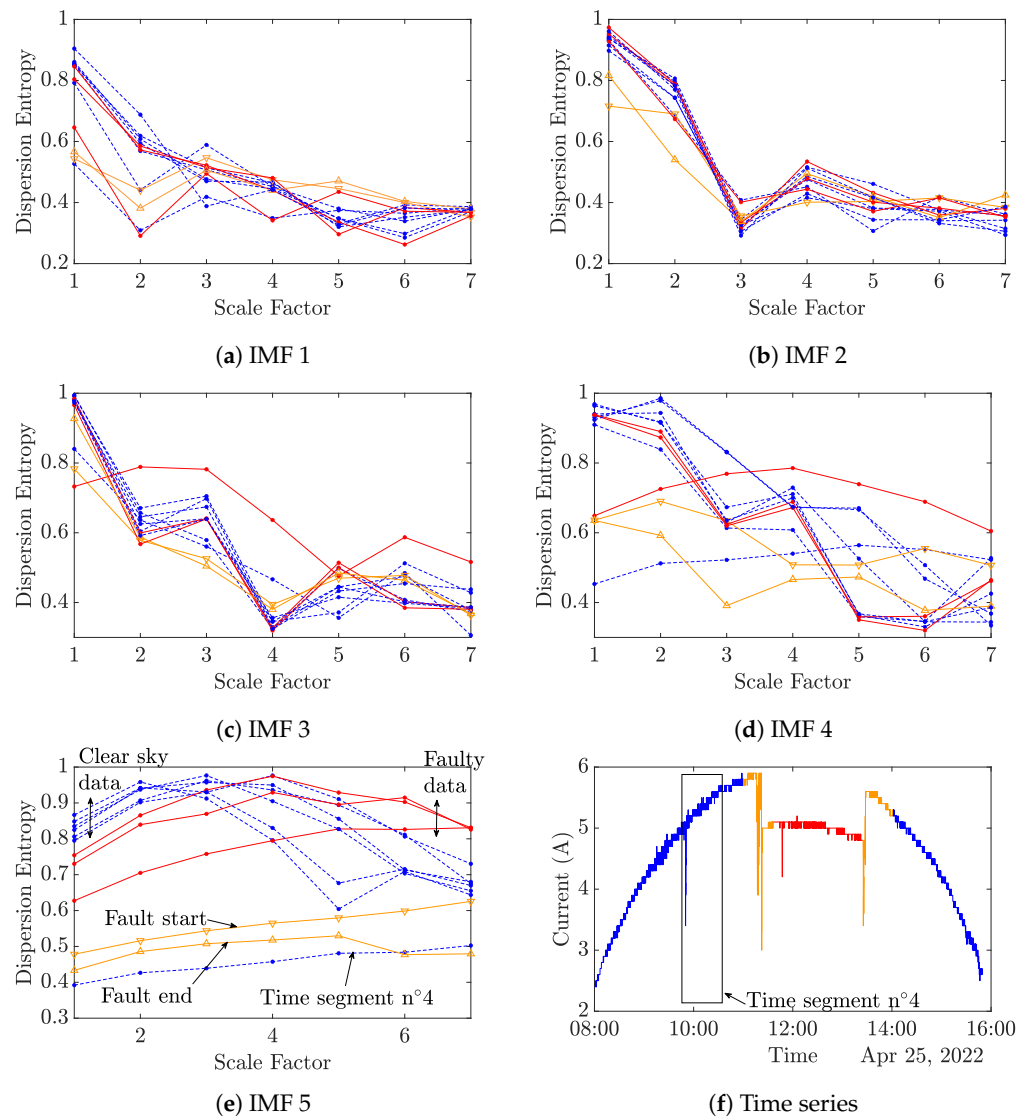 1
0.8
0.6
0.4
0.2
Dispersion Entropy
1 2 3 4 5 6 7
Scale Factor
(a) IMF 1
1
0.8
0.6
0.4
0.2
Dispersion Entropy
1 2 3 4 5 6 7
Scale Factor
(b) IMF 2
1
0.8
0.6
0.4
Dispersion Entropy
1 2 3 4 5 6 7
Scale Factor
(c) IMF 3
1
0.8
0.6
0.4
Dispersion Entropy
1 2 3 4 5 6 7
Scale Factor
(d) IMF 4
Clear sky
data
Faulty
data
1
0.9
0.8
0.7
0.6
0.5
0.4
0.3
Dispersion Entropy
Fault start
Fault end
Time segment n°4
2 3 4 5 6
Scale Factor
(e) IMF 5
6
5
4
3
2
Current (A)
Time segment n°4
08:00 10:00 12:00 14:00 16:00
Time Apr 25, 2022
(f) Time series